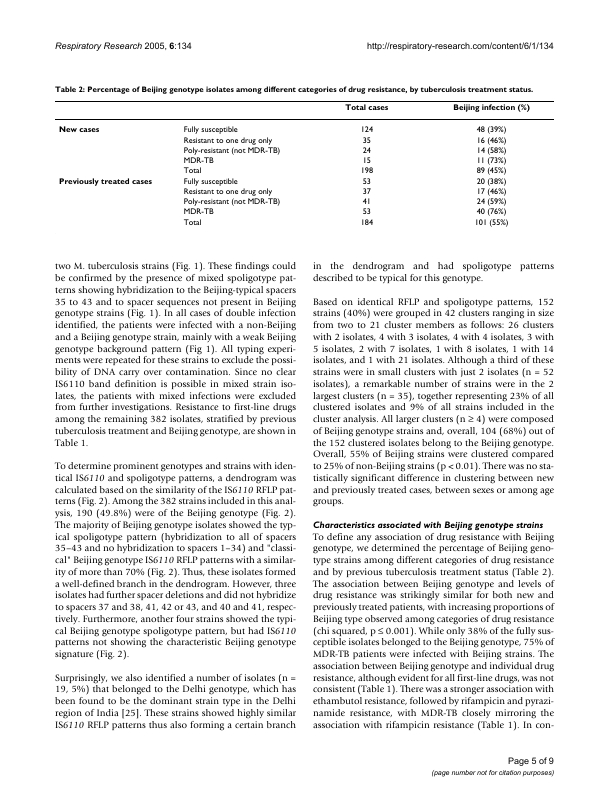 Respiratory Research 2005, 6:134
http://respiratory-research.com/content/6/1/134
Table 2: Percentage of Beijing genotype isolates among different categories of drug resistance, by tuberculosis treatment status.
Total cases Beijing infection (%)
New cases Fully susceptible 124 48 (39%)
Resistant to one drug only 35 16 (46%)
Poly-resistant (not MDR-TB) 24 14 (58%)
MDR-TB 15 11 (73%)
Total 198 89 (45%)
Previously treated cases Fully susceptible 53 20 (38%)
Resistant to one drug only 37 17 (46%)
Poly-resistant (not MDR-TB) 41 24 (59%)
MDR-TB 53 40 (76%)
Total 184 101 (55%)
two M. tuberculosis strains (Fig. 1). These findings could
be confirmed by the presence of mixed spoligotype pat-
terns showing hybridization to the Beijing-typical spacers
35 to 43 and to spacer sequences not present in Beijing
genotype strains (Fig. 1). In all cases of double infection
identified, the patients were infected with a non-Beijing
and a Beijing genotype strain, mainly with a weak Beijing
genotype background pattern (Fig 1). All typing experi-
ments were repeated for these strains to exclude the possi-
bility of DNA carry over contamination. Since no clear
IS6110 band definition is possible in mixed strain iso-
lates, the patients with mixed infections were excluded
from further investigations. Resistance to first-line drugs
among the remaining 382 isolates, stratified by previous
tuberculosis treatment and Beijing genotype, are shown in
Table 1.
To determine prominent genotypes and strains with iden-
tical IS6110 and spoligotype patterns, a dendrogram was
calculated based on the similarity of the IS6110 RFLP pat-
terns (Fig. 2). Among the 382 strains included in this anal-
ysis, 190 (49.8%) were of the Beijing genotype (Fig. 2).
The majority of Beijing genotype isolates showed the typ-
ical spoligotype pattern (hybridization to all of spacers
35–43 and no hybridization to spacers 1–34) and "classi-
cal" Beijing genotype IS6110 RFLP patterns with a similar-
ity of more than 70% (Fig. 2). Thus, these isolates formed
a well-defined branch in the dendrogram. However, three
isolates had further spacer deletions and did not hybridize
to spacers 37 and 38, 41, 42 or 43, and 40 and 41, respec-
tively. Furthermore, another four strains showed the typi-
cal Beijing genotype spoligotype pattern, but had IS6110
patterns not showing the characteristic Beijing genotype
signature (Fig. 2).
Surprisingly, we also identified a number of isolates (n =
19, 5%) that belonged to the Delhi genotype, which has
been found to be the dominant strain type in the Delhi
region of India [25]. These strains showed highly similar
IS6110 RFLP patterns thus also forming a certain branch
in the dendrogram and had spoligotype patterns
described to be typical for this genotype.
Based on identical RFLP and spoligotype patterns, 152
strains (40%) were grouped in 42 clusters ranging in size
from two to 21 cluster members as follows: 26 clusters
with 2 isolates, 4 with 3 isolates, 4 with 4 isolates, 3 with
5 isolates, 2 with 7 isolates, 1 with 8 isolates, 1 with 14
isolates, and 1 with 21 isolates. Although a third of these
strains were in small clusters with just 2 isolates (n = 52
isolates), a remarkable number of strains were in the 2
largest clusters (n = 35), together representing 23% of all
clustered isolates and 9% of all strains included in the
cluster analysis. All larger clusters (n ≥ 4) were composed
of Beijing genotype strains and, overall, 104 (68%) out of
the 152 clustered isolates belong to the Beijing genotype.
Overall, 55% of Beijing strains were clustered compared
to 25% of non-Beijing strains (p < 0.01). There was no sta-
tistically significant difference in clustering between new
and previously treated cases, between sexes or among age
groups.
Characteristics associated with Beijing genotype strains
To define any association of drug resistance with Beijing
genotype, we determined the percentage of Beijing geno-
type strains among different categories of drug resistance
and by previous tuberculosis treatment status (Table 2).
The association between Beijing genotype and levels of
drug resistance was strikingly similar for both new and
previously treated patients, with increasing proportions of
Beijing type observed among categories of drug resistance
(chi squared, p ≤ 0.001). While only 38% of the fully sus-
ceptible isolates belonged to the Beijing genotype, 75% of
MDR-TB patients were infected with Beijing strains. The
association between Beijing genotype and individual drug
resistance, although evident for all first-line drugs, was not
consistent (Table 1). There was a stronger association with
ethambutol resistance, followed by rifampicin and pyrazi-
namide resistance, with MDR-TB closely mirroring the
association with rifampicin resistance (Table 1). In con-
Page 5 of 9
(page number not for citation purposes)